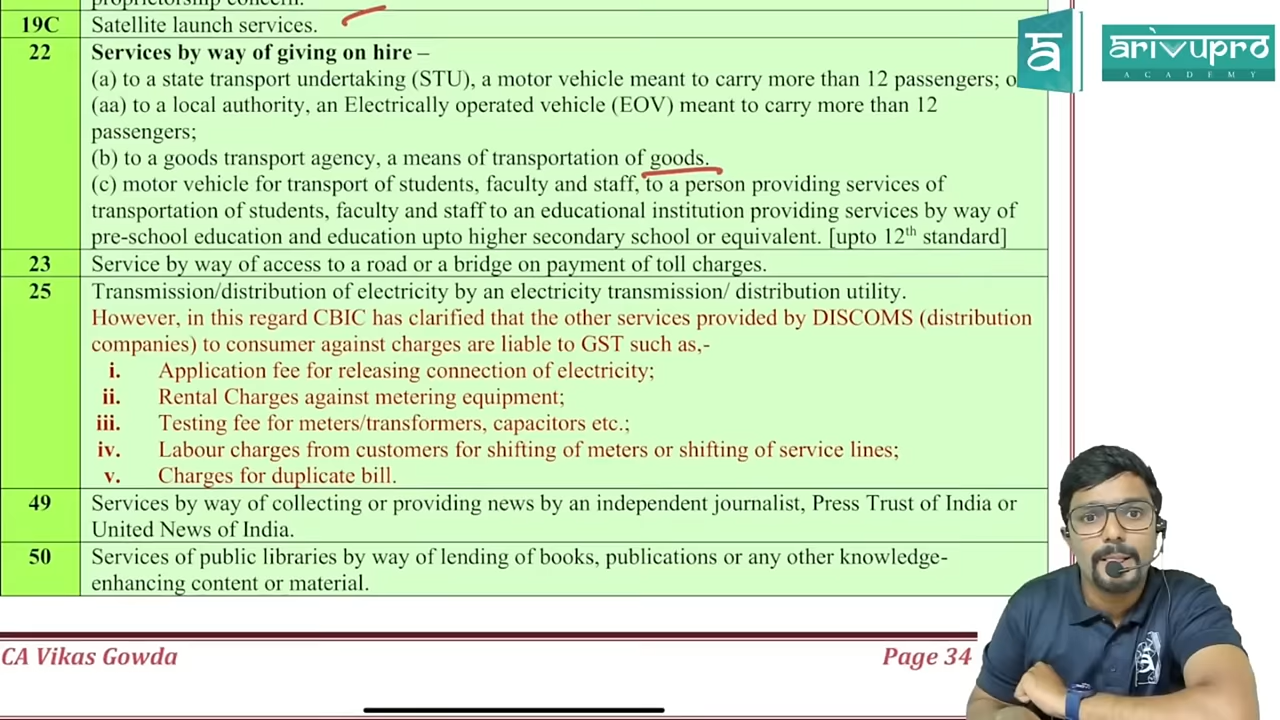 proprietorship concern.
19C Satellite launch services.
22 Services by way of giving on hire –
(a) to a state transport undertaking (STU), a motor vehicle meant to carry more than 12 passengers; o
(aa) to a local authority, an Electrically operated vehicle (EOV) meant to carry more than 12
passengers;
(b) to a goods transport agency, a means of transportation of goods.
(c) motor vehicle for transport of students, faculty and staff, to a person providing services of
transportation of students, faculty and staff to an educational institution providing services by way of
pre-school education and education upto higher secondary school or equivalent. [upto 12th standard]
23 Service by way of access to a road or a bridge on payment of toll charges.
25 Transmission/distribution of electricity by an electricity transmission/ distribution utility.
However, in this regard CBIC has clarified that the other services provided by DISCOMS (distribution
companies) to consumer against charges are liable to GST such as,-
i. Application fee for releasing connection of electricity;
ii. Rental Charges against metering equipment;
iii. Testing fee for meters/transformers, capacitors etc.;
iv. Labour charges from customers for shifting of meters or shifting of service lines;
v. Charges for duplicate bill.
49 Services by way of collecting or providing news by an independent journalist, Press Trust of India or
United News of India.
50 Services of public libraries by way of lending of books, publications or any other knowledge-
enhancing content or material.
CA Vikas Gowda Page 34
arivupro
ACADEMY